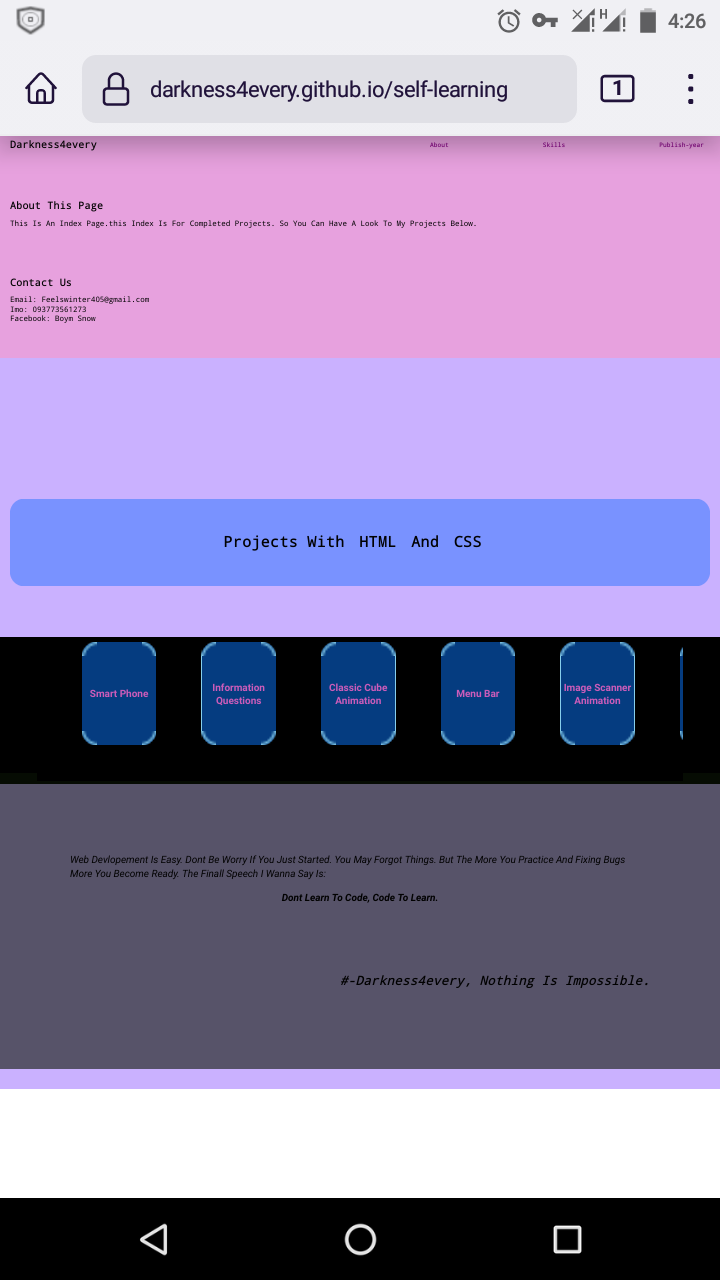 4:26
darkness4every.github.io/self-learning
1
Darkness4every
About
Skills
Publish-year
About This Page
This Is An Index Page.this Index Is For Completed Projects. So You Can Have A Look To My Projects Below.
Contact Us
Email: Feelswinter405@gmail.com
Imo: 093773561273
Facebook: Boym Snow
Projects With HTML And CSS
Smart Phone
Information
Questions
Classic Cube
Animation
Menu Bar
Image Scanner
Animation
Web Devlopement Is Easy. Dont Be Worry If You Just Started. You May Forgot Things. But The More You Practice And Fixing Bugs
More You Become Ready. The Finall Speech I Wanna Say Is:
Dont Learn To Code, Code To Learn.
#-Darkness4every, Nothing Is Impossible.